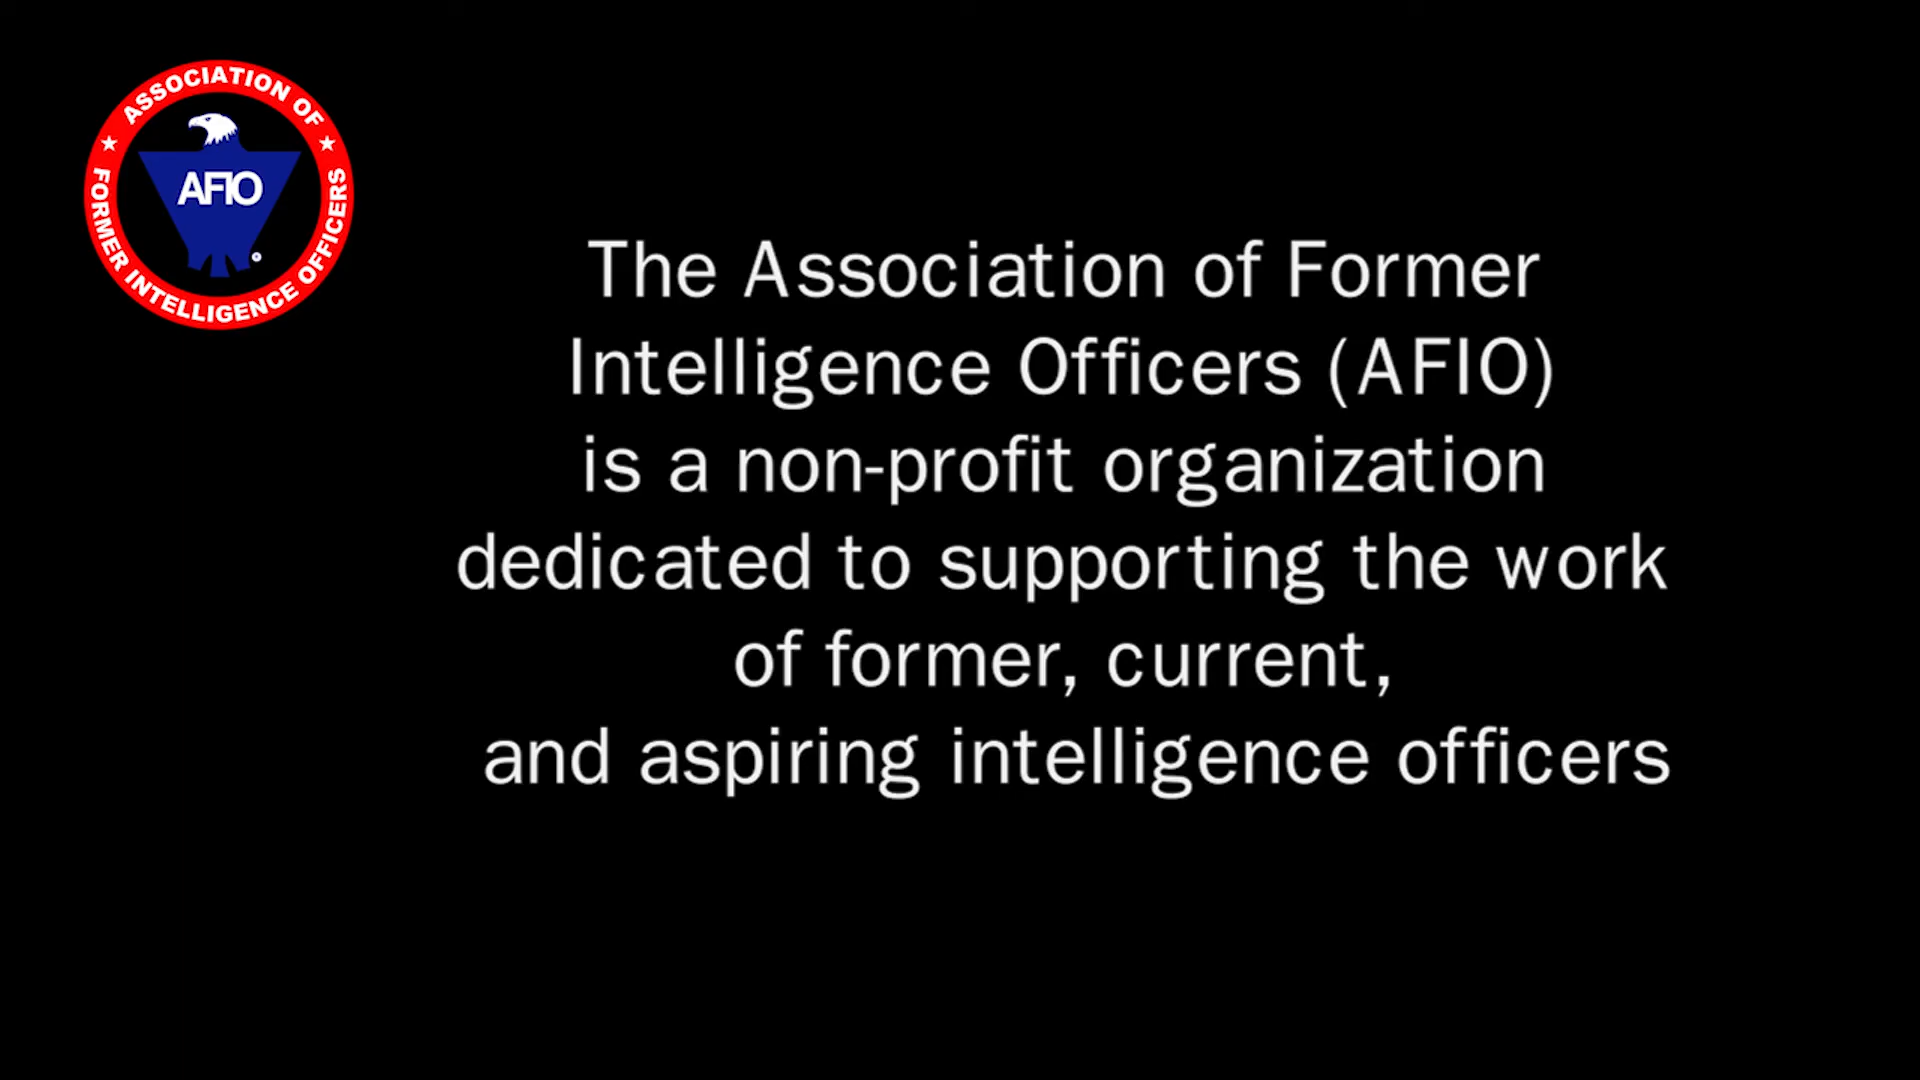 ASSOCIATION OF
AFIO
FORMER INTELLIGENCE OFFICERS
The Association of Former
Intelligence Officers (AFIO)
is a non-profit organization
dedicated to supporting the work
of former, current,
and aspiring intelligence officers